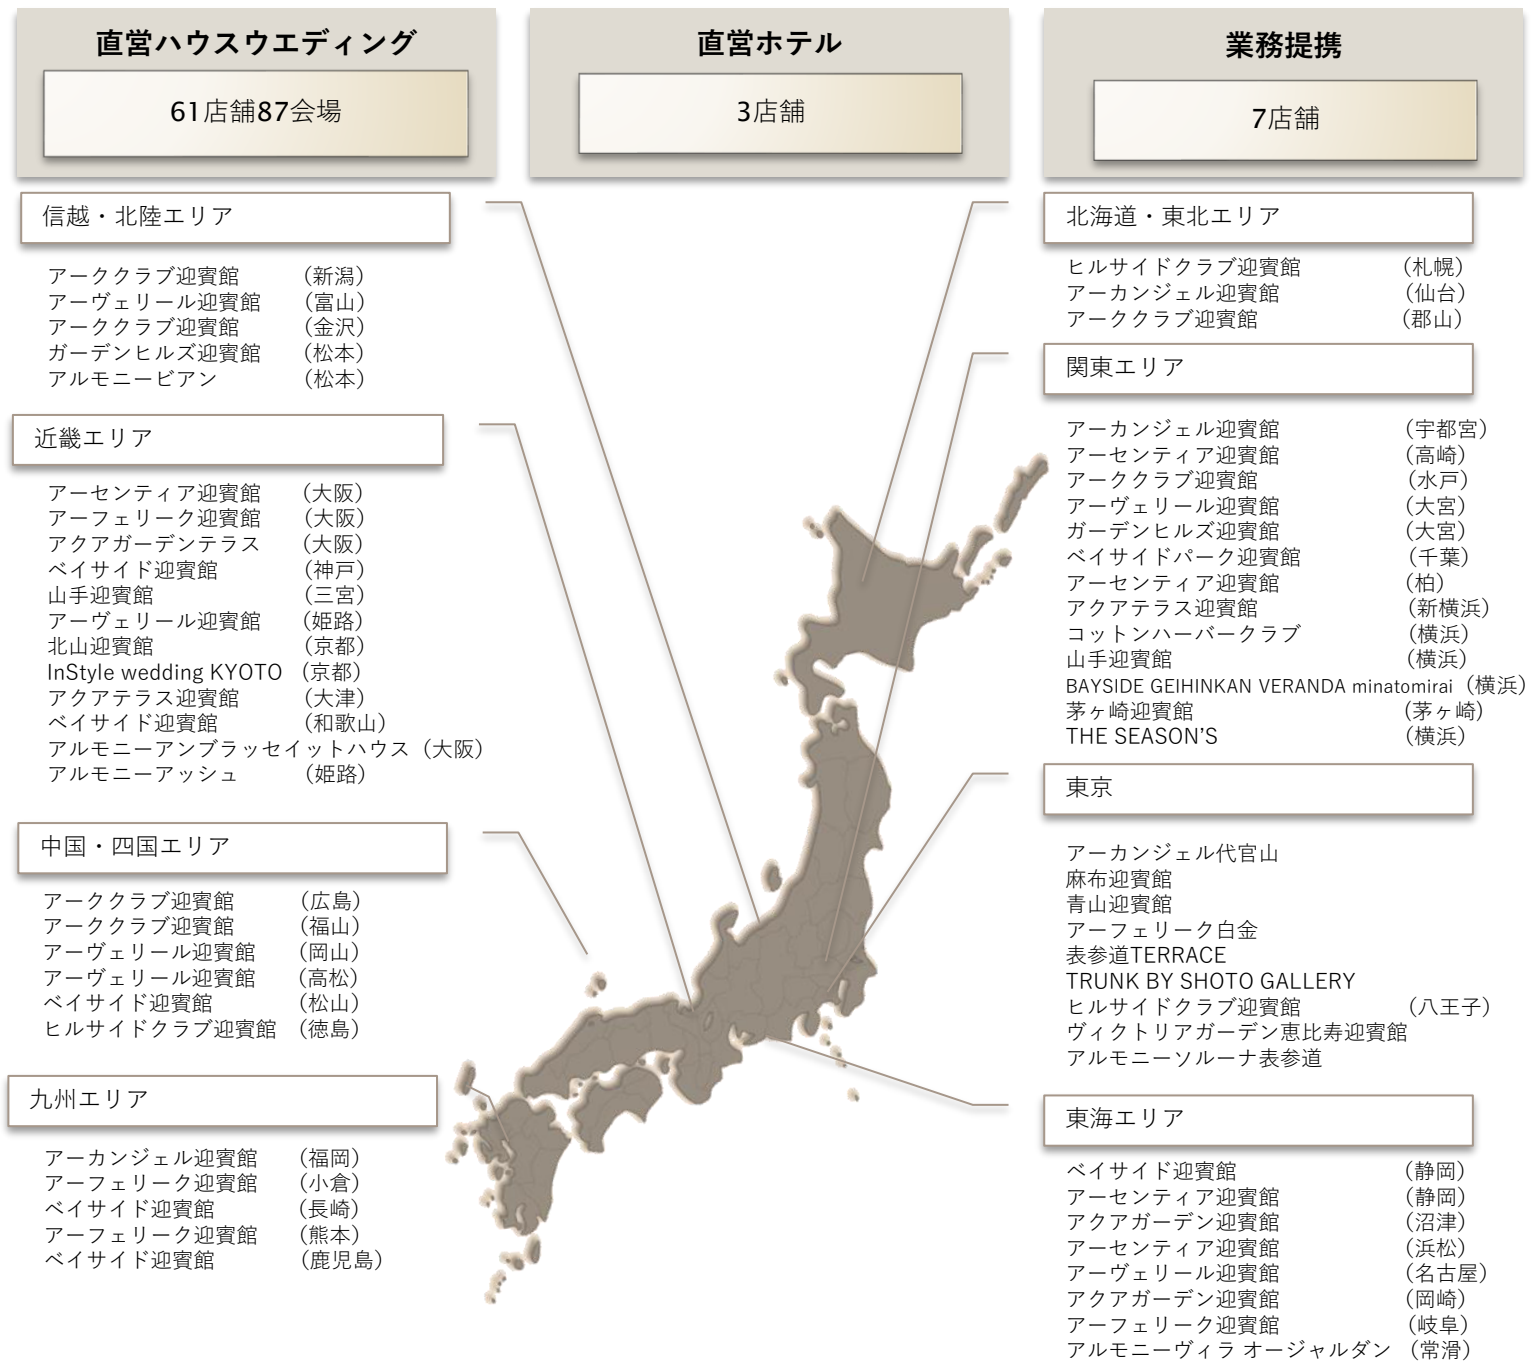 直営ハウスウエディング
61店舗87会場
直営ホテル
3店舗
業務提携
7店舗
信越・北陸エリア
アーククラブ迎賓館 （新潟）
アーヴェリール迎賓館 （富山）
アーククラブ迎賓館 （金沢）
ガーデンヒルズ迎賓館 （松本）
アルモニービアン （松本）
近畿エリア
アーセンティア迎賓館 （大阪）
アーフェリーク迎賓館 （大阪）
アクアガーデンテラス （大阪）
ベイサイド迎賓館 （神戸）
山手迎賓館 （三宮）
アーヴェリール迎賓館 （姫路）
北山迎賓館 （京都）
InStyle wedding KYOTO （京都）
アクアテラス迎賓館 （大津）
ベイサイド迎賓館 （和歌山）
アルモニーアンブラッセイットハウス（大阪）
アルモニーアッシュ （姫路）
中国・四国エリア
アーククラブ迎賓館 （広島）
アーククラブ迎賓館 （福山）
アーヴェリール迎賓館 （岡山）
アーヴェリール迎賓館 （高松）
ベイサイド迎賓館 （松山）
ヒルサイドクラブ迎賓館 （徳島）
九州エリア
アーカンジェル迎賓館 （福岡）
アーフェリーク迎賓館 （小倉）
ベイサイド迎賓館 （長崎）
アーフェリーク迎賓館 （熊本）
ベイサイド迎賓館 （鹿児島）
北海道・東北エリア
ヒルサイドクラブ迎賓館 （札幌）
アーカンジェル迎賓館 （仙台）
アーククラブ迎賓館 （郡山）
関東エリア
アーカンジェル迎賓館 （宇都宮）
アーセンティア迎賓館 （高崎）
アーククラブ迎賓館 （水戸）
アーヴェリール迎賓館 （大宮）
ガーデンヒルズ迎賓館 （大宮）
ベイサイドパーク迎賓館 （千葉）
アーセンティア迎賓館 （柏）
アクアテラス迎賓館 （新横浜）
コットンハーバークラブ （横浜）
山手迎賓館 （横浜）
BAYSIDE GEIHINKAN VERANDA minatomirai（横浜）
茅ヶ崎迎賓館 （茅ヶ崎）
THE SEASON'S （横浜）
東京
アーカンジェル代官山
麻布迎賓館
青山迎賓館
アーフェリーク白金
表参道TERRACE
TRUNK BY SHOTO GALLERY
ヒルサイドクラブ迎賓館 （八王子）
ヴィクトリアガーデン恵比寿迎賓館
アルモニーソルーナ表参道
東海エリア
ベイサイド迎賓館 （静岡）
アーセンティア迎賓館 （静岡）
アクアガーデン迎賓館 （沼津）
アーセンティア迎賓館 （浜松）
アーヴェリール迎賓館 （名古屋）
アクアガーデン迎賓館 （岡崎）
アーフェリーク迎賓館 （岐阜）
アルモニーヴィラ オージャルダン （常滑）